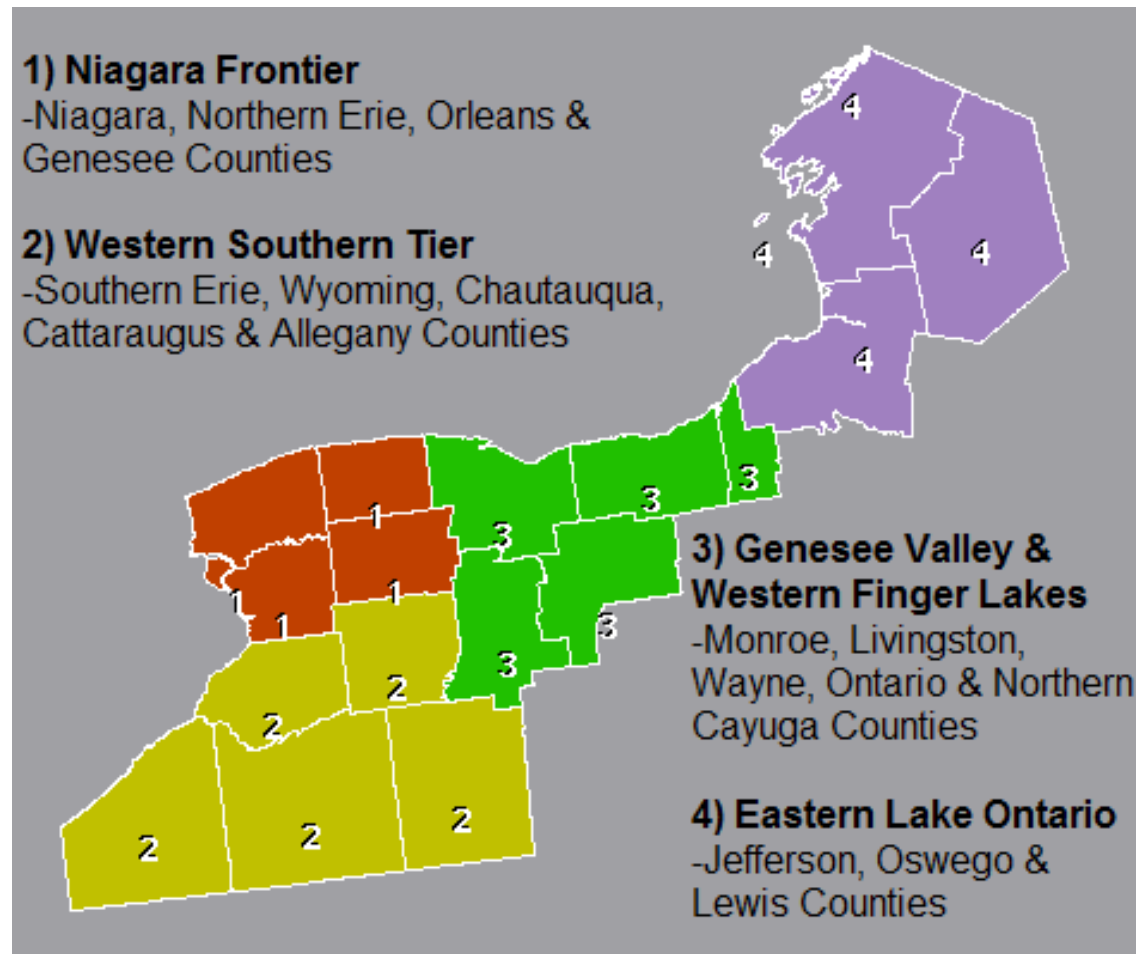 1) Niagara Frontier
-Niagara, Northern Erie, Orleans &
Genesee Counties
2) Western Southern Tier
-Southern Erie, Wyoming, Chautauqua,
Cattaraugus & Allegany Counties
4
4
4
4
3
3
3
3
3
1
1
1
1
2
2
2
2
2
3) Genesee Valley &
Western Finger Lakes
-Monroe, Livingston,
Wayne, Ontario & Northern
Cayuga Counties
4) Eastern Lake Ontario
-Jefferson, Oswego &
Lewis Counties